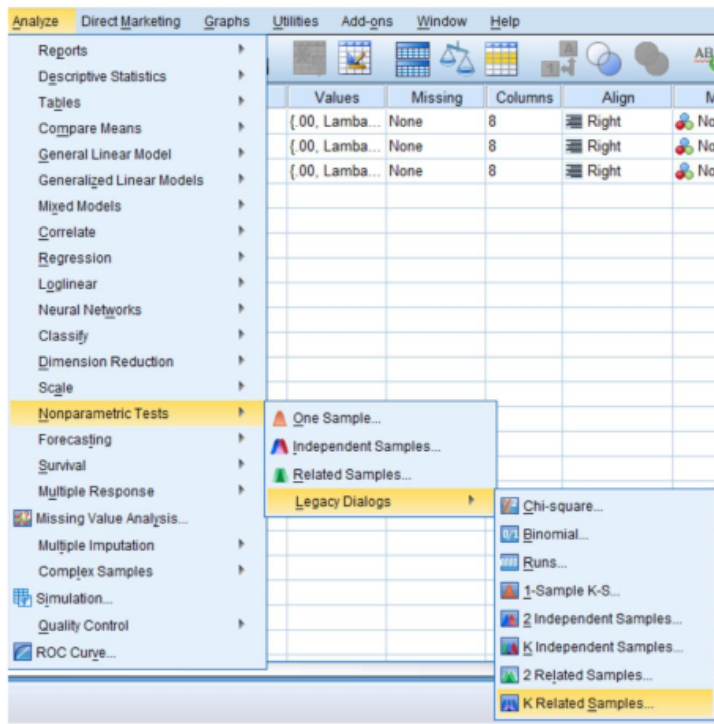 Analyze Direct Marketing Graphs Utilities Add-ons Window Help
Reports
Descriptive Statistics
Tables
Compare Means
General Linear Model
Generalized Linear Models
Mixed Models
Correlate
Regression
Loglinear
Neural Networks
Classify
Dimension Reduction
Scale
Nonparametric Tests
Forecasting
Survival
Multiple Response
Missing Value Analysis...
Multiple Imputation
Complex Samples
Simulation...
Quality Control
ROC Curve...
Values Missing Columns Align
{.00, Lamba... None 8 Right
{.00, Lamba... None 8 Right
{.00, Lamba... None 8 Right
One Sample...
Independent Samples...
Related Samples...
Legacy Dialogs
Chi-square...
Binomial...
Runs...
1-Sample K-S...
2 Independent Samples...
K Independent Samples...
2 Related Samples...
K Related Samples...